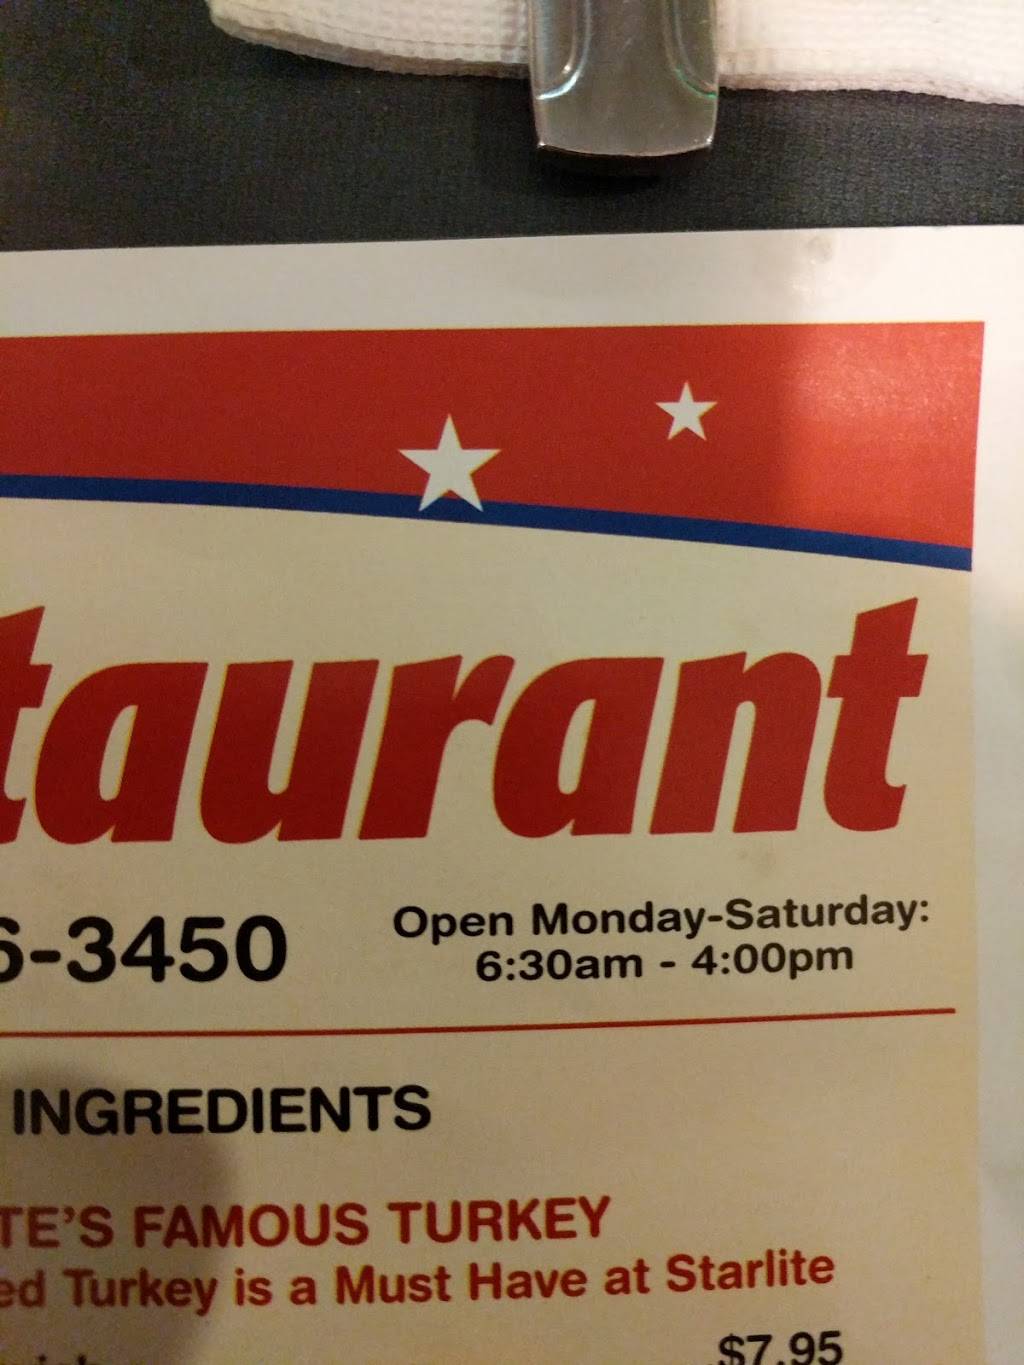 taurant
6-3450
Open Monday-Saturday:
6:30am - 4:00pm
INGREDIENTS
TE'S FAMOUS TURKEY
ed Turkey is a Must Have at Starlite
$7.95